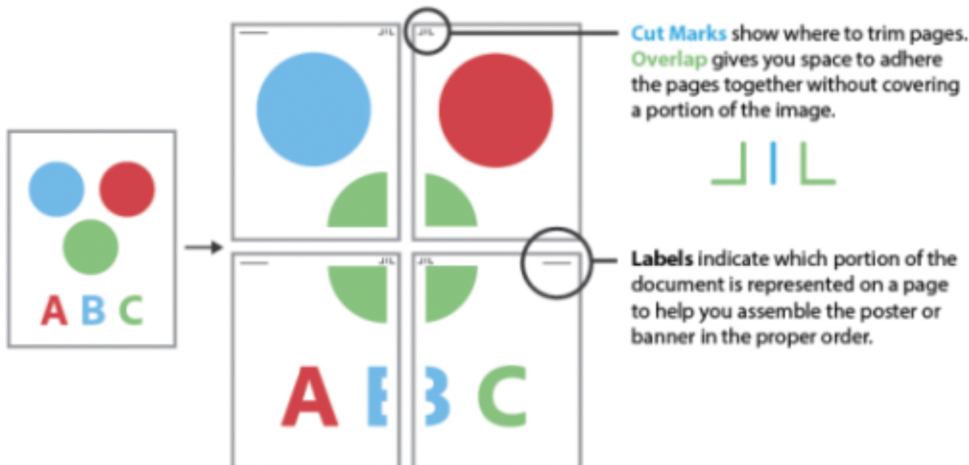 Cut Marks show where to trim pages.
Overlap gives you space to adhere
the pages together without covering
a portion of the image.
A B C
Labels indicate which portion of the
document is represented on a page
to help you assemble the poster or
banner in the proper order.
A B B C